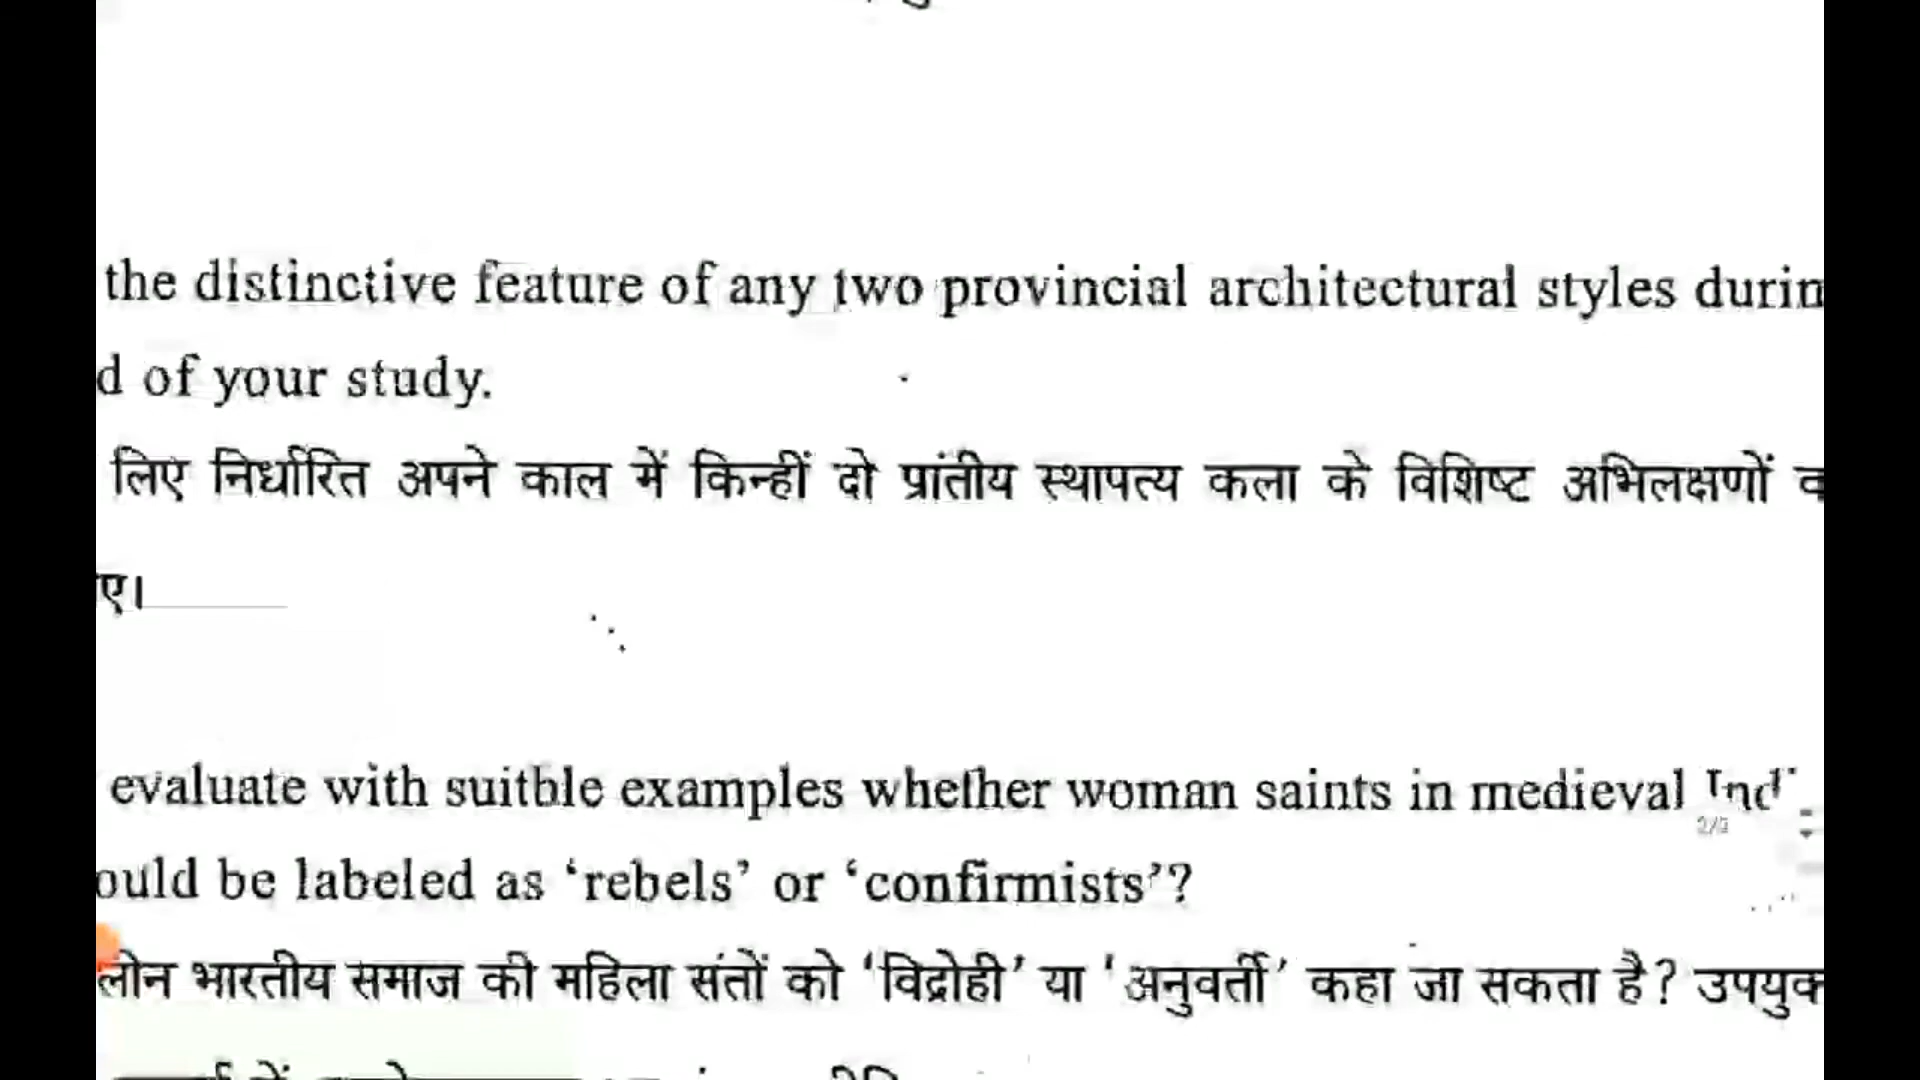 the distinctive feature of any two provincial architectural styles durin
d of your study.
लिए निर्धारित अपने काल में किन्हीं दो प्रांतीय स्थापत्य कला के विशिष्ट अभिलक्षणों
ए।
evaluate with suitble examples whether woman saints in medieval
ould be labeled as ‘rebels’ or ‘confirmists’?
लीन भारतीय समाज की महिला संतों को ‘विद्रोही’ या ‘अनुवर्ती’ कहा जा सकता है? उपयुक